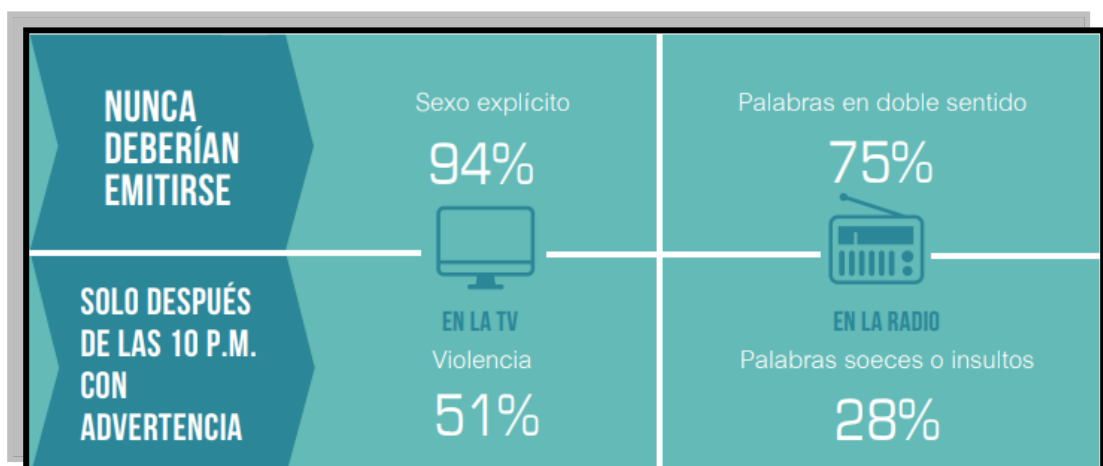 NUNCA
DEBERÍAN
EMITIRSE
Sexo explícito
94%
Palabras en doble sentido
75%
SOLO DESPUÉS
DE LAS 10 P.M.
CON
ADVERTENCIA
EN LA TV
Violencia
51%
EN LA RADIO
Palabras soeces o insultos
28%